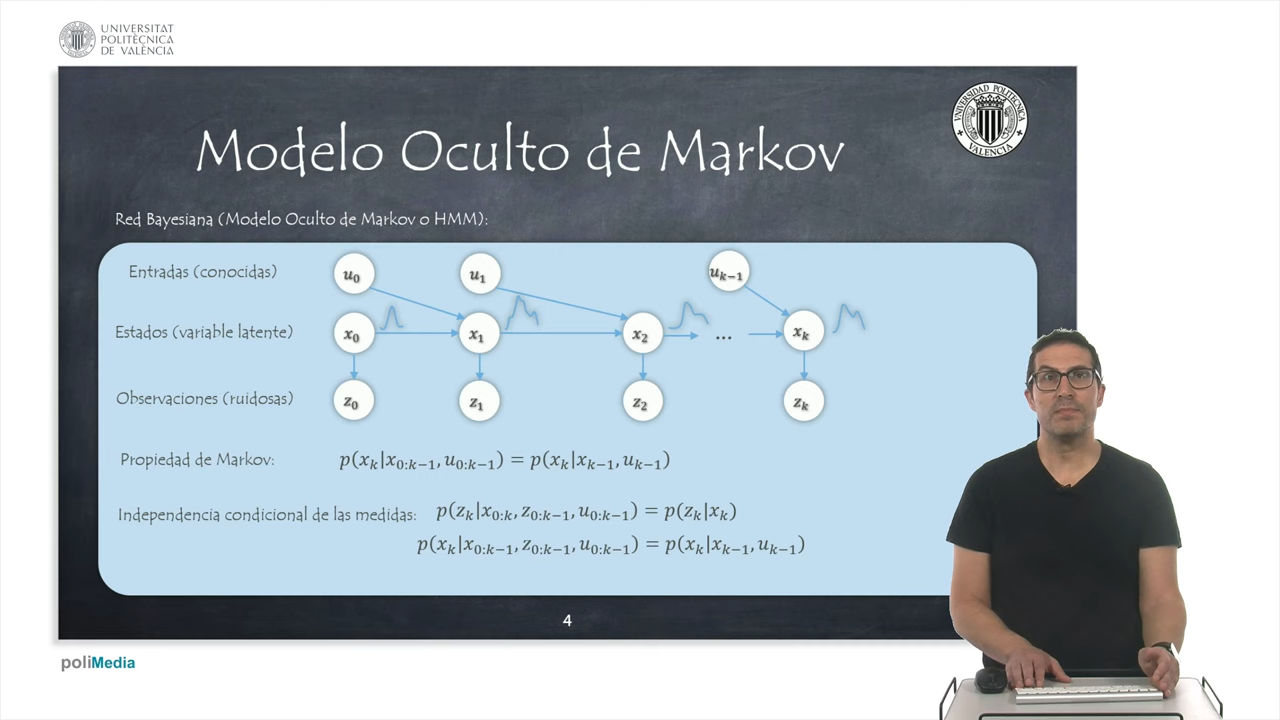 UNIVERSITAT
POLITÈCNICA
DE VALÈNCIA
UNIVERSIDAD POLITECNICA
VALENCIA
Modelo Oculto de Markov
Red Bayesiana (Modelo Oculto de Markov o HMM):
Entradas (conocidas) u₀ u₁ uₖ₋₁
Estados (variable latente) x₀ x₁ x₂ ... xₖ
Observaciones (ruidosas) z₀ z₁ z₂ zₖ
Propiedad de Markov: p(xₖ|x₀:ₖ₋₁, u₀:ₖ₋₁) = p(xₖ|xₖ₋₁, uₖ₋₁)
Independencia condicional de las medidas: p(zₖ|x₀:ₖ, z₀:ₖ₋₁, u₀:ₖ₋₁) = p(zₖ|xₖ)
p(xₖ|x₀:ₖ₋₁, z₀:ₖ₋₁, u₀:ₖ₋₁) = p(xₖ|xₖ₋₁, uₖ₋₁)
4
poliMedia